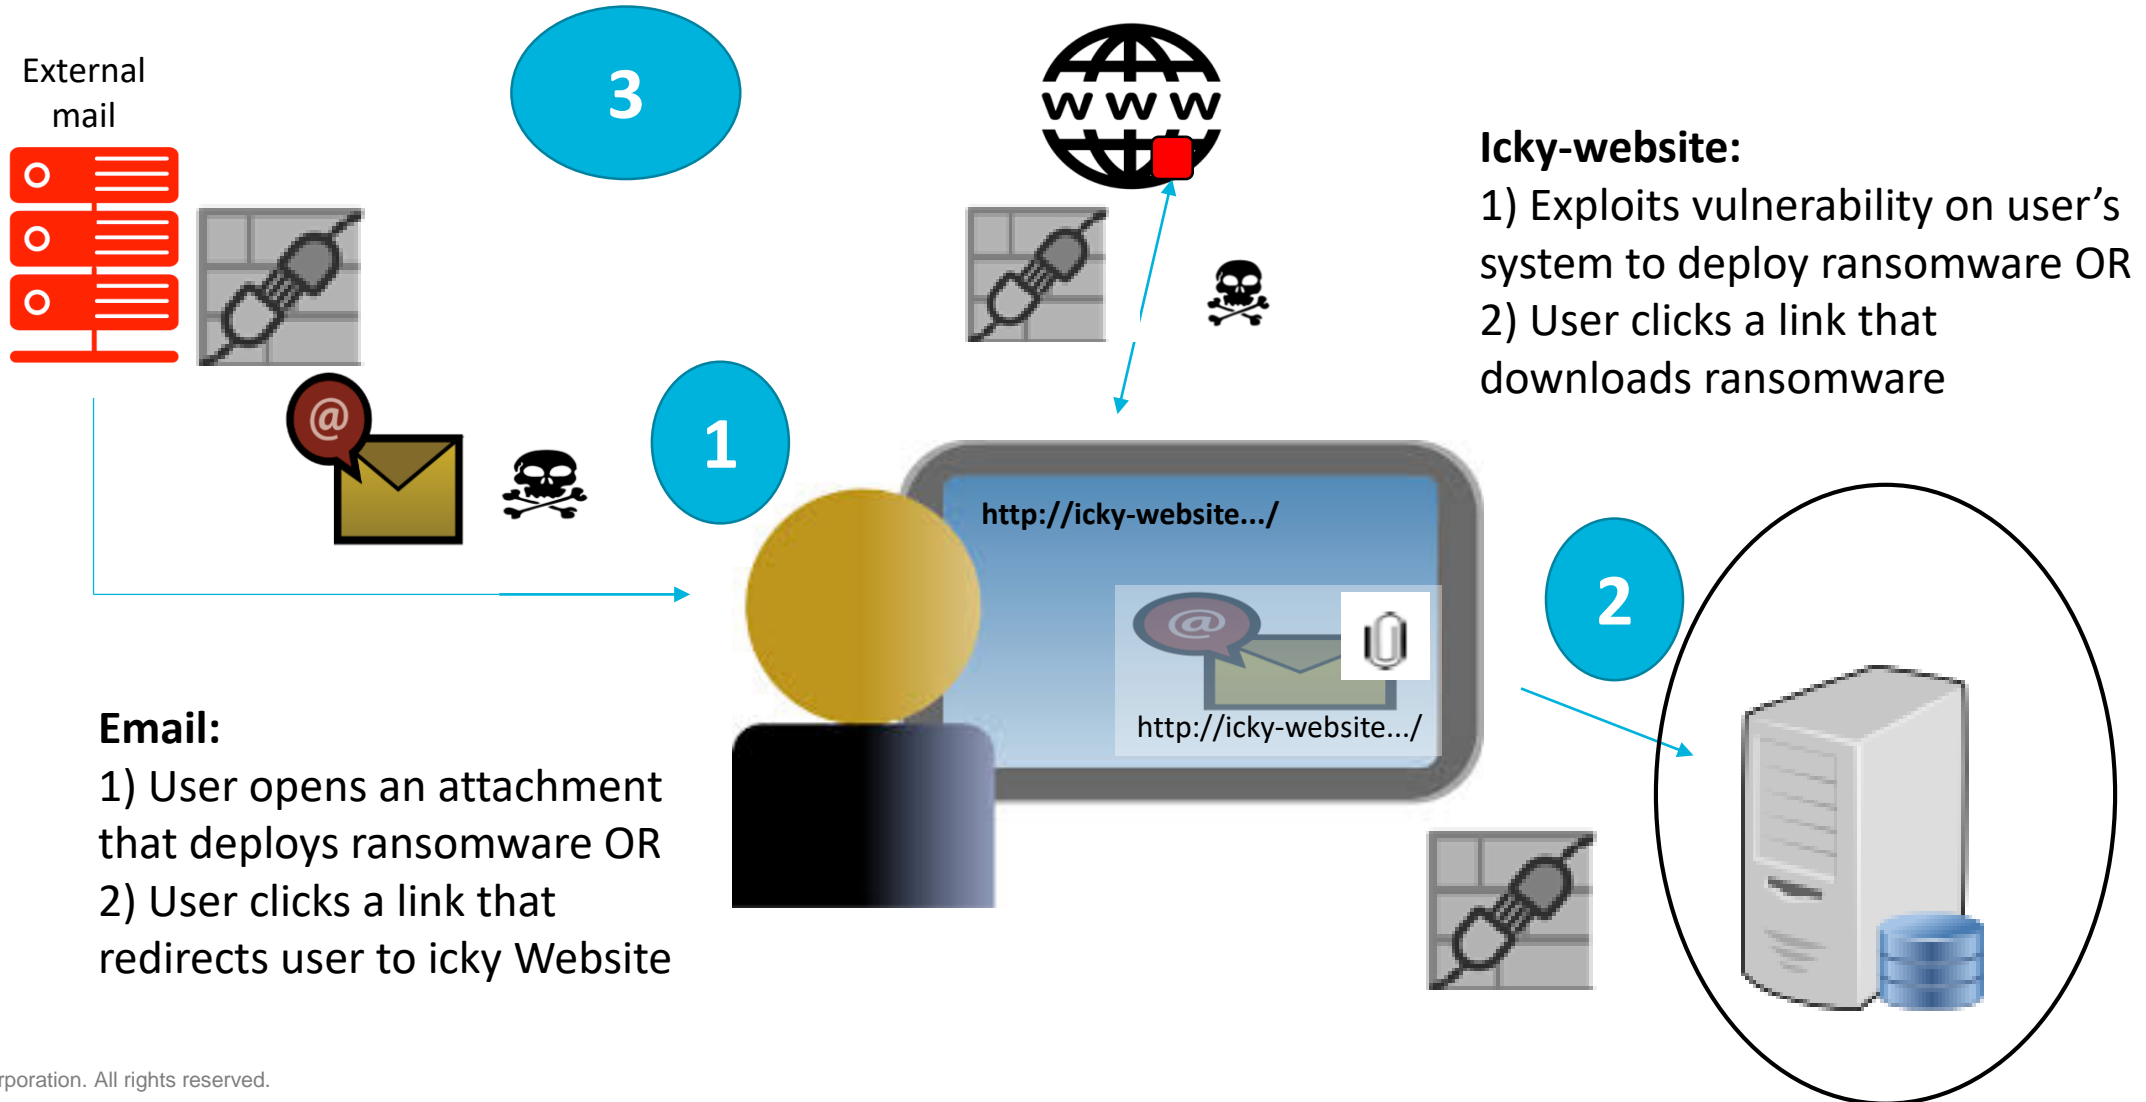 External
mail
3
W W W
Icky-website:
1) Exploits vulnerability on user’s
system to deploy ransomware OR
2) User clicks a link that
downloads ransomware
@
1
http://icky-website.../
@
http://icky-website.../
2
Email:
1) User opens an attachment
that deploys ransomware OR
2) User clicks a link that
redirects user to icky Website
rporation. All rights reserved.